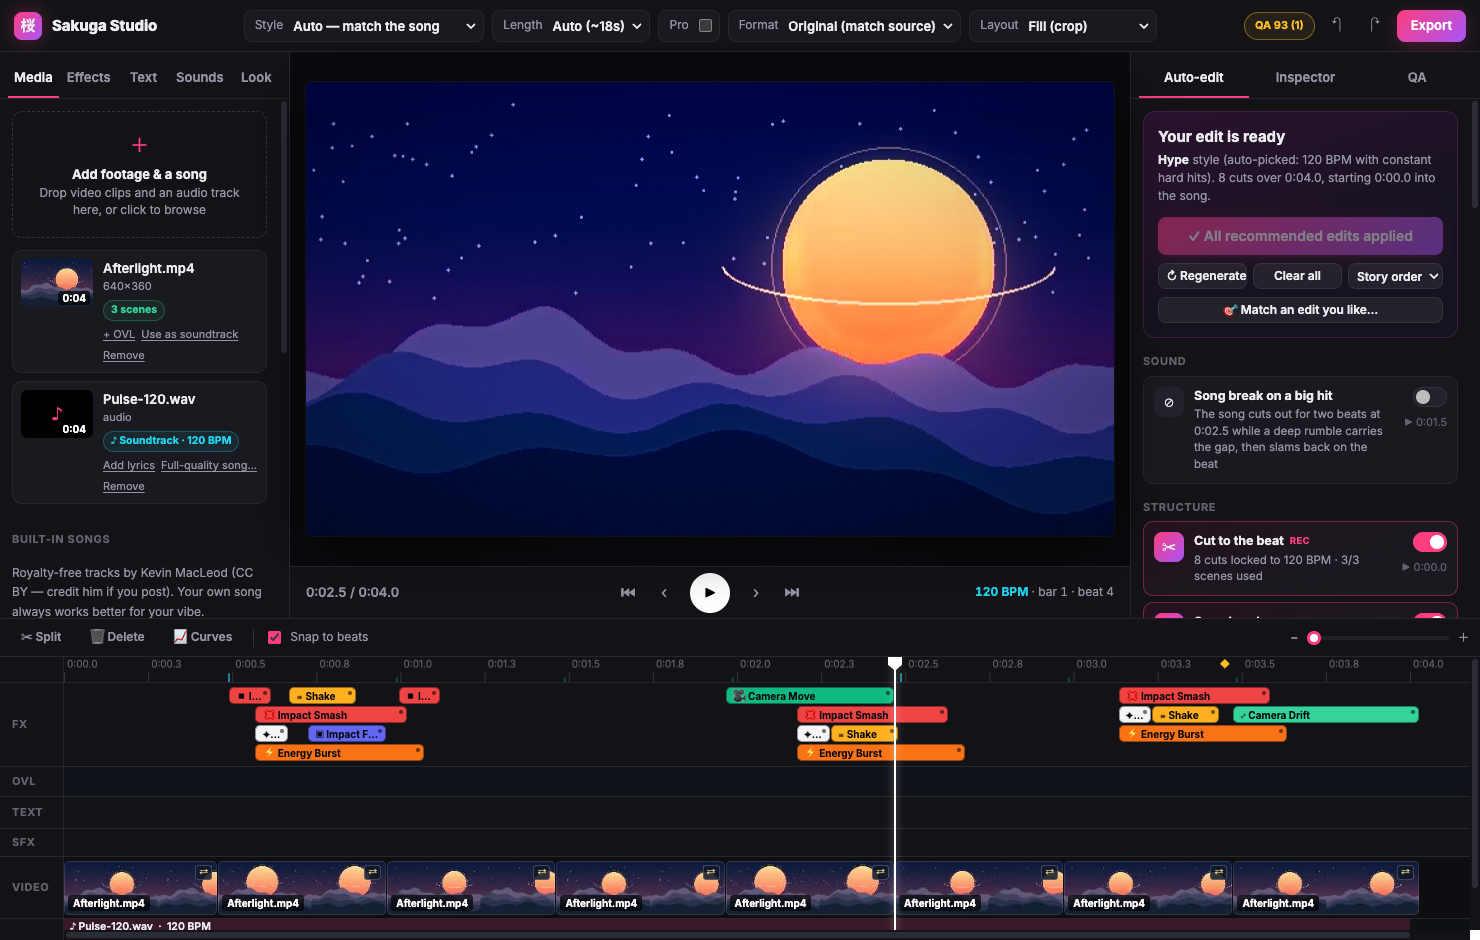 桜 Sakuga Studio
Style Auto — match the song
Length Auto (~18s)
Pro
Format Original (match source)
Layout Fill (crop)
QA 93 (1)
Export
Media Effects Text Sounds Look
+
Add footage & a song
Drop video clips and an audio track
here, or click to browse
Afterlight.mp4
640×360
0:04
3 scenes
+ OVL Use as soundtrack
Remove
Pulse-120.wav
audio
0:04
♪ Soundtrack · 120 BPM
Add lyrics Full-quality song...
Remove
BUILT-IN SONGS
Royalty-free tracks by Kevin MacLeod (CC
BY — credit him if you post). Your own song
always works better for your vibe.
0:02.5 / 0:04.0
120 BPM · bar 1 · beat 4
Auto-edit Inspector QA
Your edit is ready
Hype style (auto-picked: 120 BPM with constant
hard hits). 8 cuts over 0:04.0, starting 0:00.0 into
the song.
✓ All recommended edits applied
↻ Regenerate Clear all Story order
🎯 Match an edit you like...
SOUND
Song break on a big hit
The song cuts out for two beats at
0:02.5 while a deep rumble carries
the gap, then slams back on the
beat
▶ 0:01.5
STRUCTURE
Cut to the beat REC
8 cuts locked to 120 BPM · 3/3
scenes used
▶ 0:00.0
✂ Split Delete Curves Snap to beats
− +
0:00.0 0:00.3 0:00.5 0:00.8 0:01.0 0:01.3 0:01.5 0:01.8 0:02.0 0:02.3 0:02.5 0:02.8 0:03.0 0:03.3 0:03.5 0:03.8 0:04.0
FX
I... Shake I... Camera Move Impact Smash
Impact Smash Impact Smash ✦... Shake Camera Drift
✦... Impact F... ✦... Shake Energy Burst
Energy Burst Energy Burst
OVL
TEXT
SFX
VIDEO
Afterlight.mp4 Afterlight.mp4 Afterlight.mp4 Afterlight.mp4 Afterlight.mp4 Afterlight.mp4 Afterlight.mp4 Afterlight.mp4
♪ Pulse-120.wav · 120 BPM